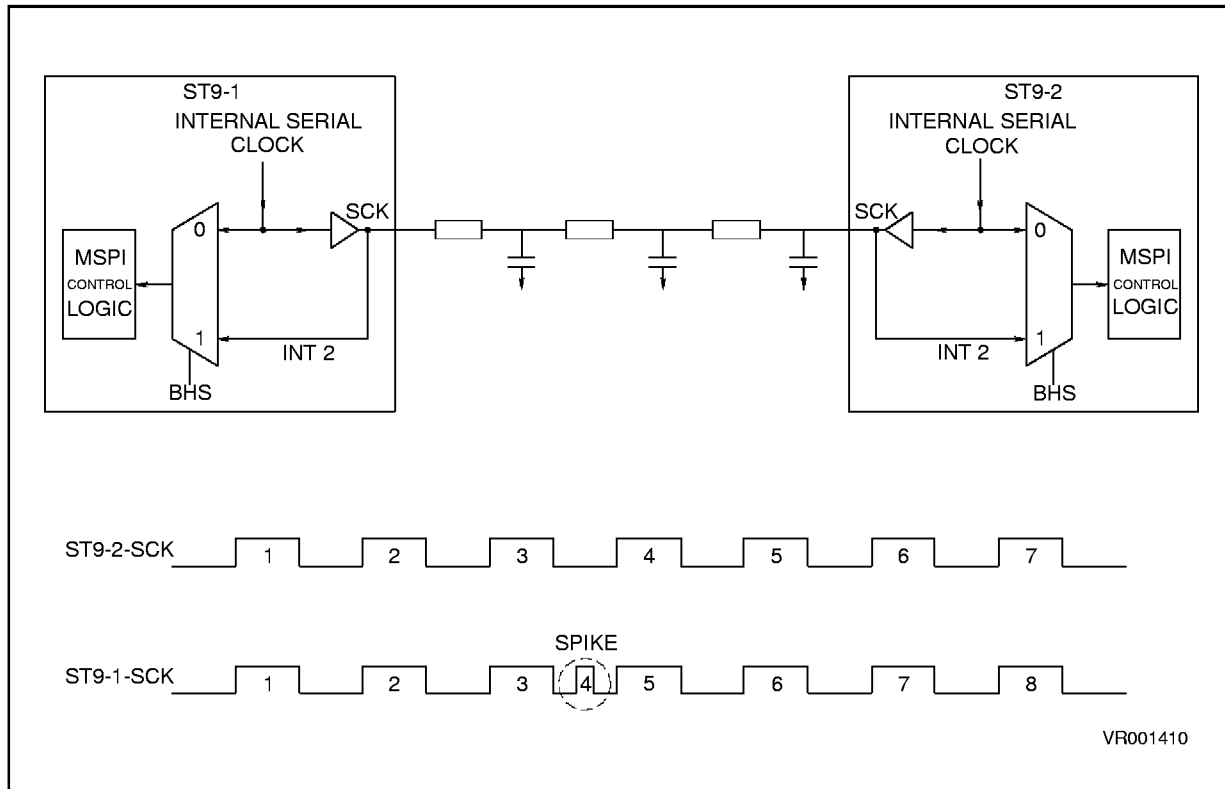 ST9-1
INTERNAL SERIAL
CLOCK
SCK
0
MSPI
CONTROL
LOGIC
1
INT 2
BHS
ST9-2
INTERNAL SERIAL
CLOCK
SCK
0
MSPI
CONTROL
LOGIC
1
INT 2
BHS
ST9-2-SCK 1 2 3 4 5 6 7
SPIKE
ST9-1-SCK 1 2 3 4 5 6 7 8
VR001410